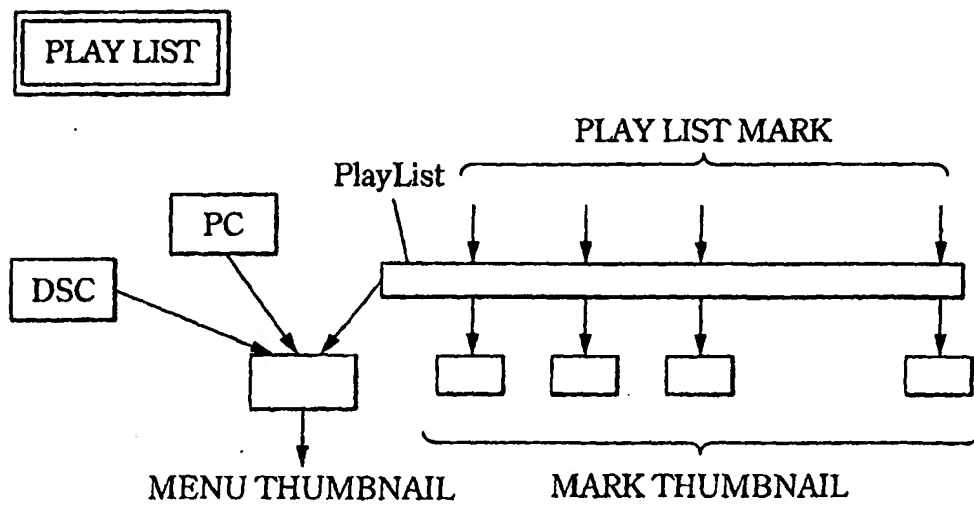 PLAY LIST
PLAY LIST MARK
PlayList
PC
DSC
MENU THUMBNAIL
MARK THUMBNAIL